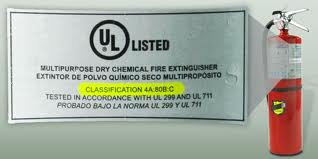 UL LISTED
MULTIPURPOSE DRY CHEMICAL FIRE EXTINGUISHER
EXTINTOR DE POLVO QUÍMICO SECO MULTIPROPÓSITO
CLASSIFICATION 4A:80B:C
TESTED IN ACCORDANCE WITH UL 299 AND UL 711
PROBADO BAJO LA NORMA UL 299 Y UL 711